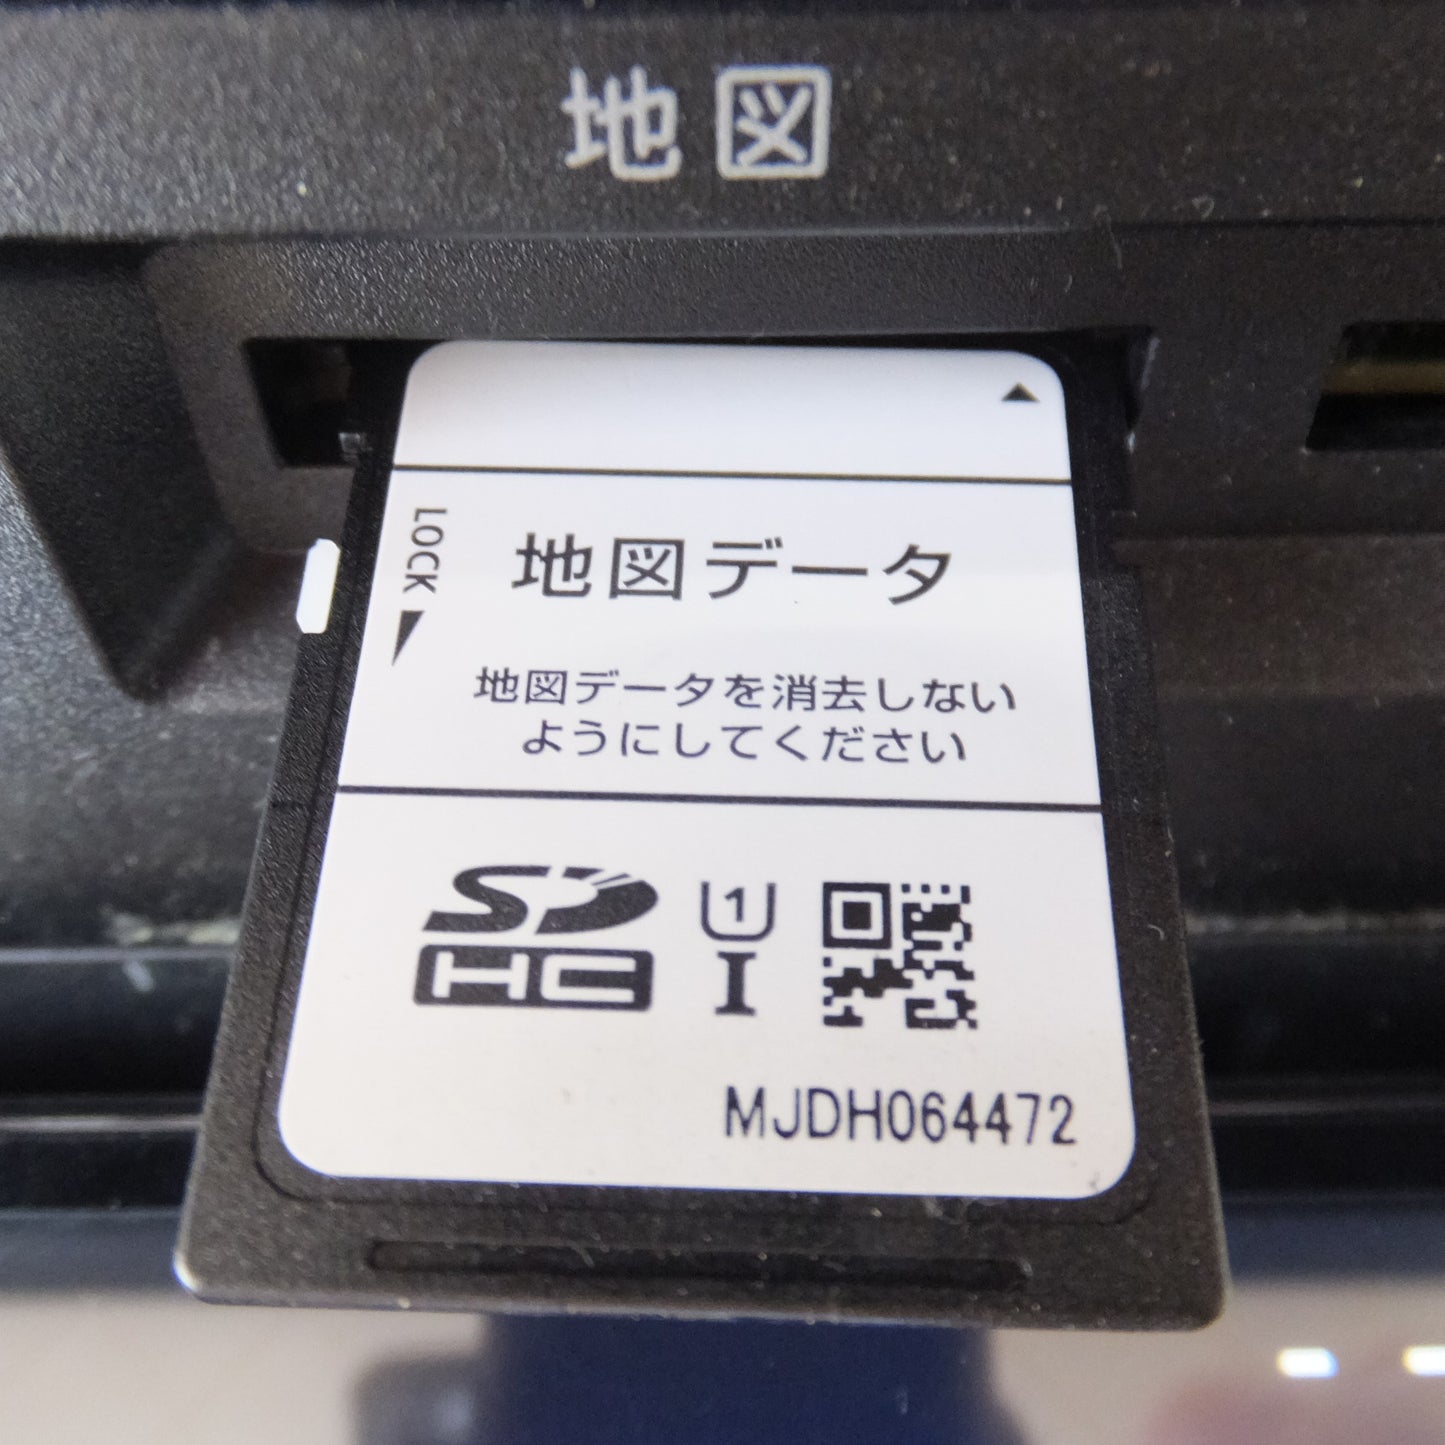 地図
LOCK
地図データ
地図データを消去しない
ようにしてください
SD
HC
1
I
MJDH064472